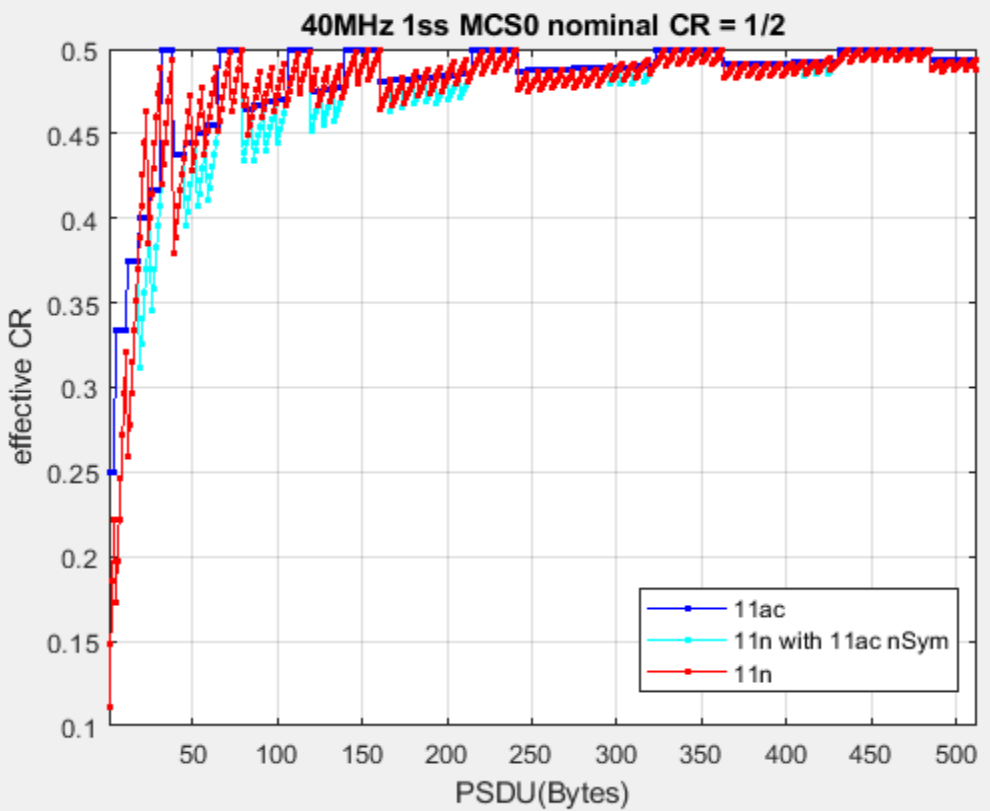 40MHz 1ss MCS0 nominal CR = 1/2
0.5
0.45
0.4
0.35
0.3
0.25
0.2
0.15
0.1
effective CR
50 100 150 200 250 300 350 400 450 500
PSDU(Bytes)
11ac
11n with 11ac nSym
11n